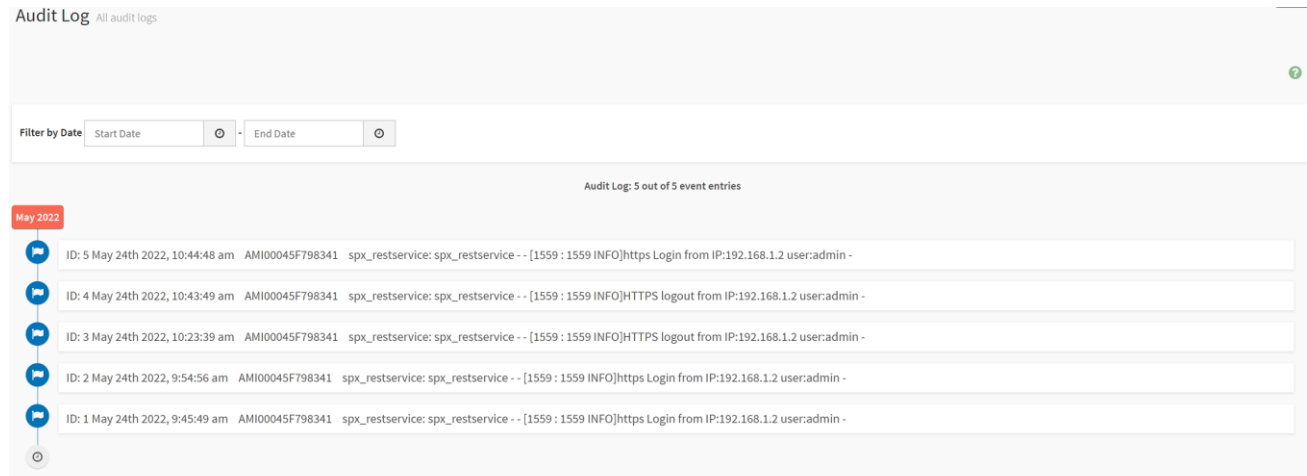 Audit Log All audit logs
Filter by Date Start Date - End Date
Audit Log: 5 out of 5 event entries
May 2022
ID: 5 May 24th 2022, 10:44:48 am AMI00045F798341 spx_restservice: spx_restservice - - [1559 : 1559 INFO]https Login from IP:192.168.1.2 user:admin -
ID: 4 May 24th 2022, 10:43:49 am AMI00045F798341 spx_restservice: spx_restservice - - [1559 : 1559 INFO]HTTPS logout from IP:192.168.1.2 user:admin -
ID: 3 May 24th 2022, 10:23:39 am AMI00045F798341 spx_restservice: spx_restservice - - [1559 : 1559 INFO]HTTPS logout from IP:192.168.1.2 user:admin -
ID: 2 May 24th 2022, 9:54:56 am AMI00045F798341 spx_restservice: spx_restservice - - [1559 : 1559 INFO]https Login from IP:192.168.1.2 user:admin -
ID: 1 May 24th 2022, 9:45:49 am AMI00045F798341 spx_restservice: spx_restservice - - [1559 : 1559 INFO]https Login from IP:192.168.1.2 user:admin -